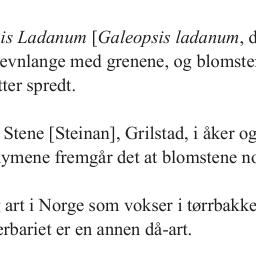 is Ladanum [Galeopsis ladanum, d
evnlange med grenene, og blomste
tter spredt.
Stene [Steinan], Grilstad, i åker og
ymene fremgår det at blomstene no
art i Norge som vokser i tørrbakke
erbariet er en annen då-art.